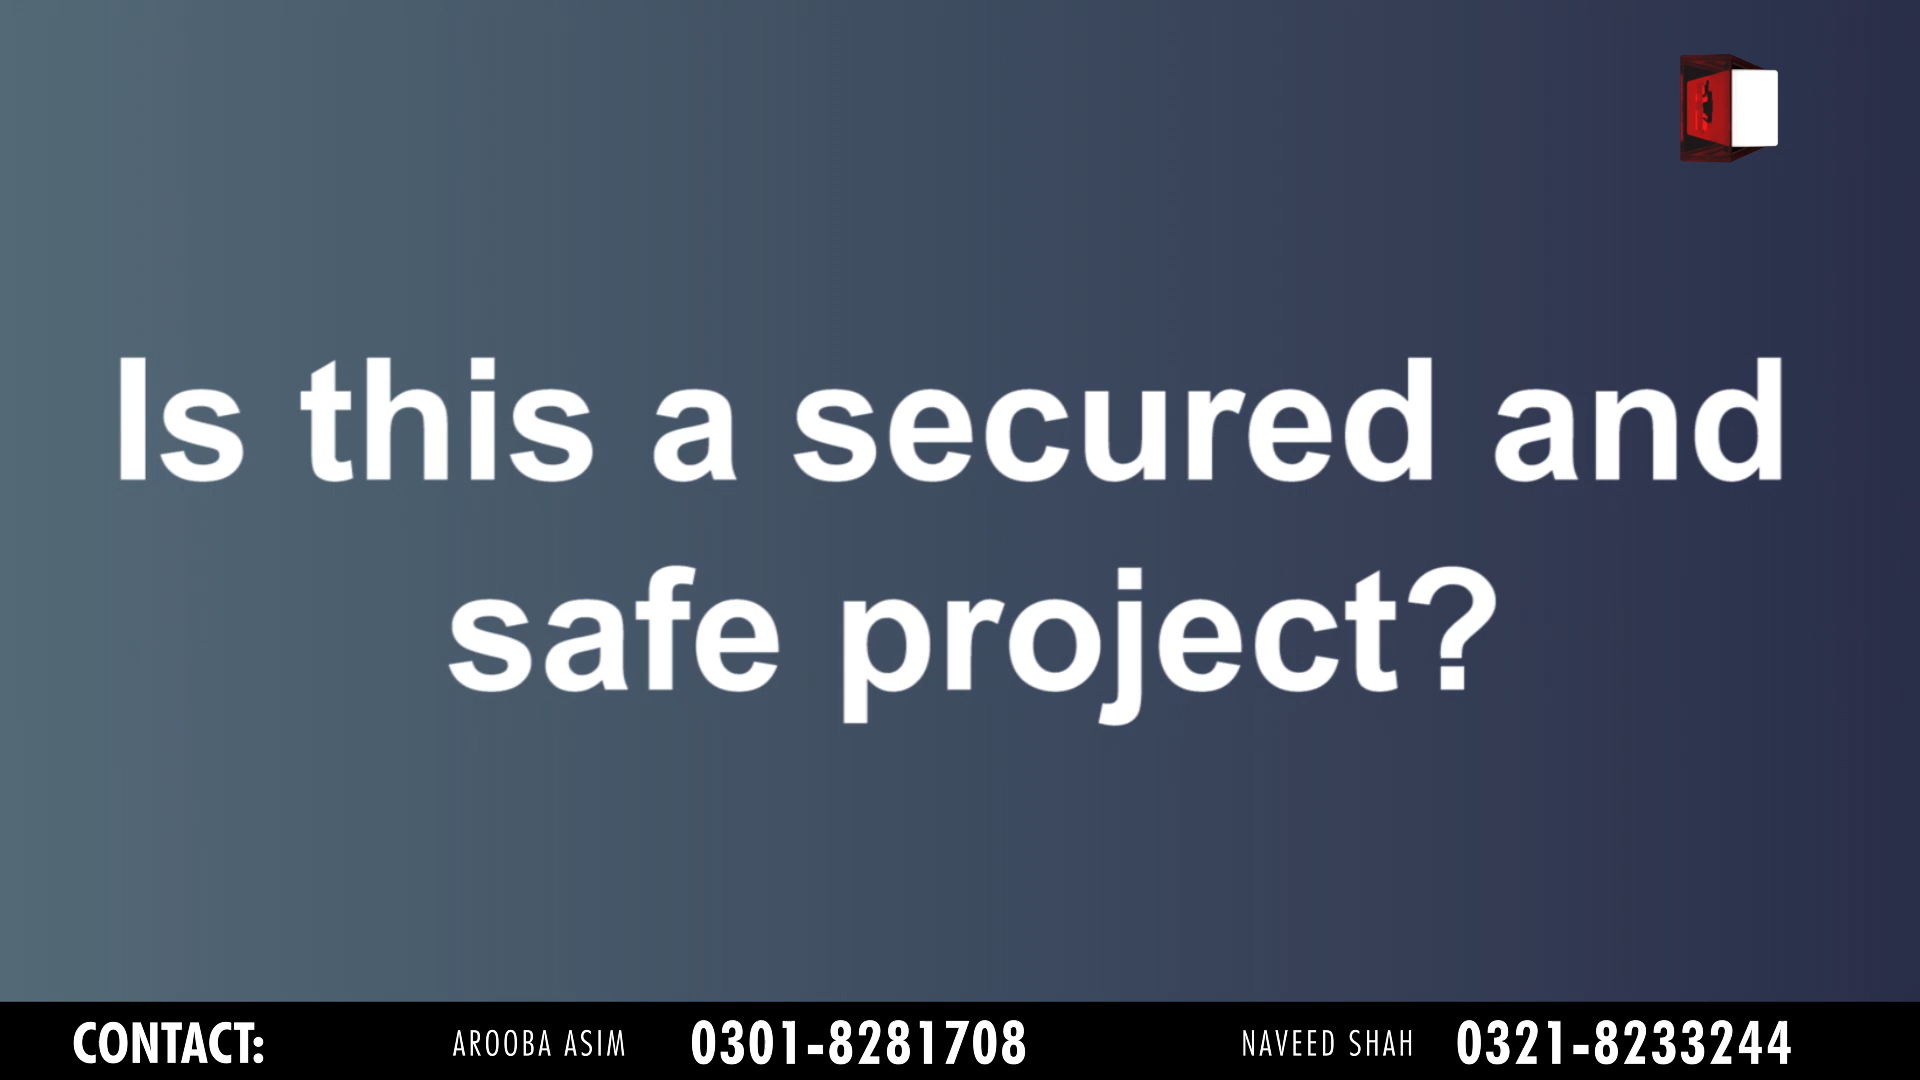 Is this a secured and
safe project?
CONTACT: AROOBA ASIM 0301-8281708 NAVEED SHAH 0321-8233244